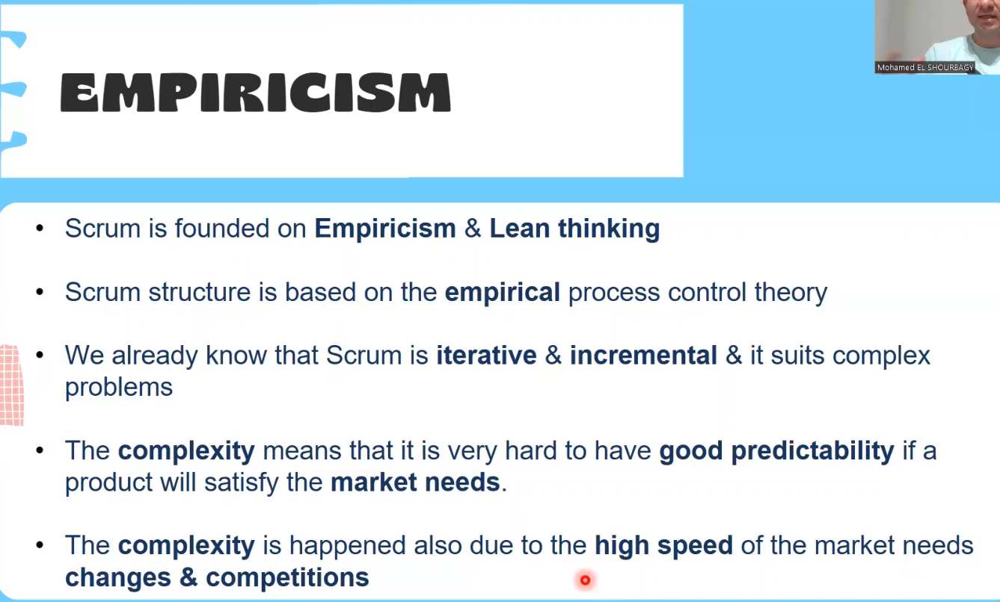 Mohamed EL SHOURBAGY
EMPIRICISM
• Scrum is founded on Empiricism & Lean thinking
• Scrum structure is based on the empirical process control theory
• We already know that Scrum is iterative & incremental & it suits complex
problems
• The complexity means that it is very hard to have good predictability if a
product will satisfy the market needs.
• The complexity is happened also due to the high speed of the market needs
changes & competitions